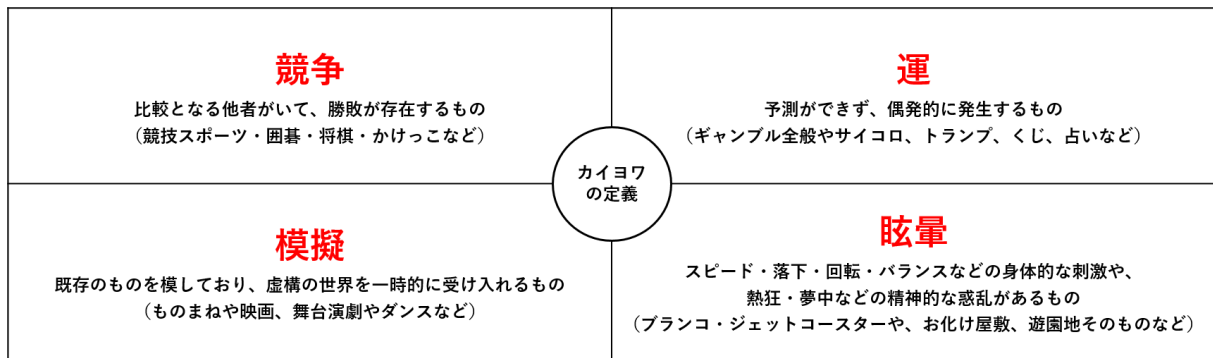 競争
比較となる他者がいて、勝敗が存在するもの
（競技スポーツ・囲碁・将棋・かけっこなど）
運
予測ができず、偶発的に発生するもの
（ギャンブル全般やサイコロ、トランプ、くじ、占いなど）
カイヨワ
の定義
模擬
既存のものを模しており、虚構の世界を一時的に受け入れるもの
（ものまねや映画、舞台演劇やダンスなど）
眩暈
スピード・落下・回転・バランスなどの身体的な刺激や、
熱狂・夢中などの精神的な惑乱があるもの
（ブランコ・ジェットコースターや、お化け屋敷、遊園地そのものなど）